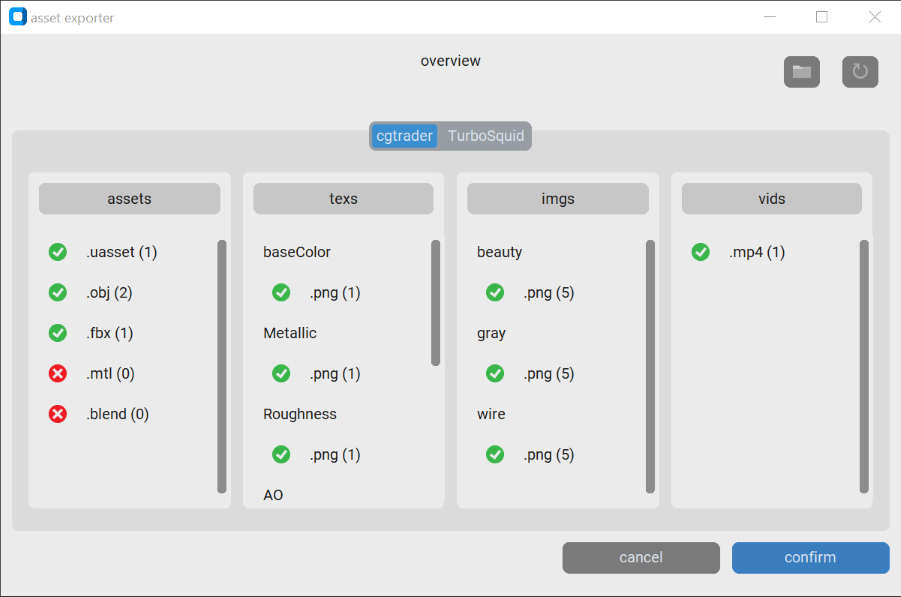 asset exporter
overview
cgtrader TurboSquid
assets
.uasset (1)
.obj (2)
.fbx (1)
.mtl (0)
.blend (0)
texs
baseColor
.png (1)
Metallic
.png (1)
Roughness
.png (1)
AO
imgs
beauty
.png (5)
gray
.png (5)
wire
.png (5)
vids
.mp4 (1)
cancel
confirm